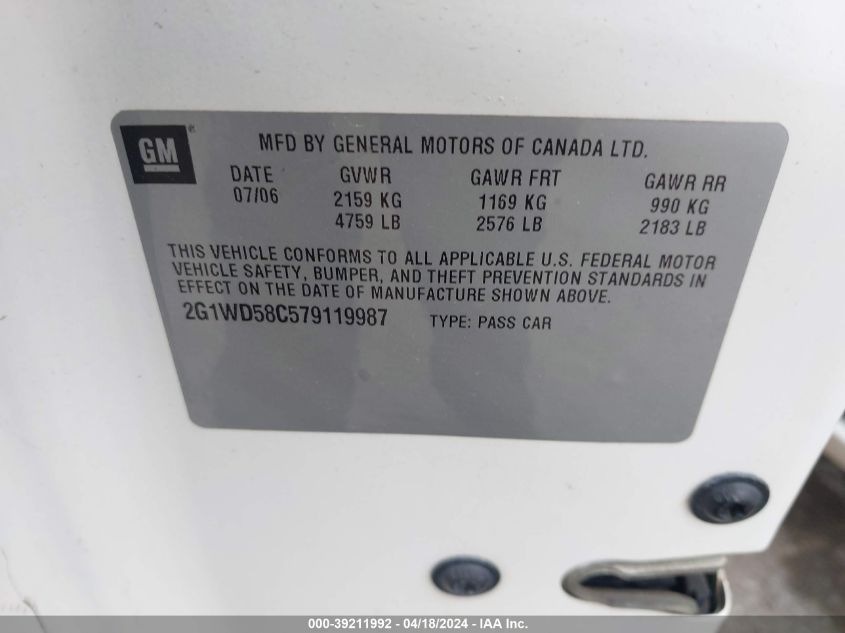 GM
MFD BY GENERAL MOTORS OF CANADA LTD.
DATE GVWR GAWR FRT GAWR RR
07/06 2159 KG 1169 KG 990 KG
4759 LB 2576 LB 2183 LB
THIS VEHICLE CONFORMS TO ALL APPLICABLE U.S. FEDERAL MOTOR
VEHICLE SAFETY, BUMPER, AND THEFT PREVENTION STANDARDS IN
EFFECT ON THE DATE OF MANUFACTURE SHOWN ABOVE.
2G1WD58C579119987 TYPE: PASS CAR
000-39211992 - 04/18/2024 - IAA Inc.